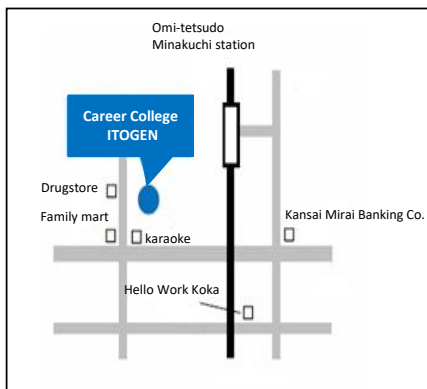 Omi-tetsudo
Minakuchi station
Career College
ITOGEN
Drugstore
Family mart
karaoke
Kansai Mirai Banking Co.
Hello Work Koka